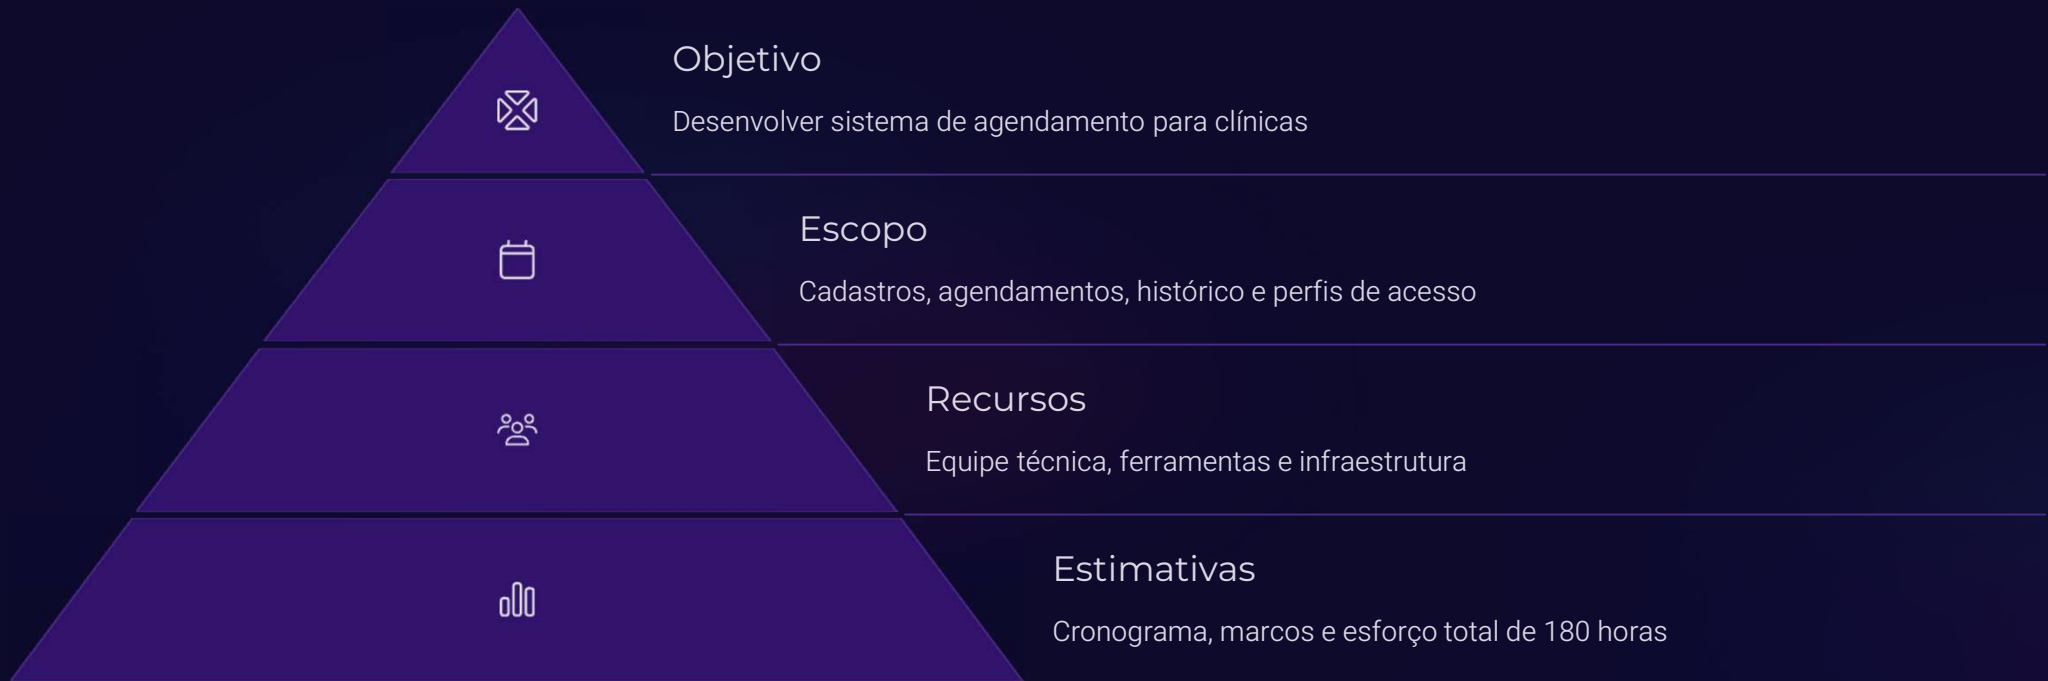 Objetivo
Desenvolver sistema de agendamento para clínicas
Escopo
Cadastros, agendamentos, histórico e perfis de acesso
Recursos
Equipe técnica, ferramentas e infraestrutura
Estimativas
Cronograma, marcos e esforço total de 180 horas